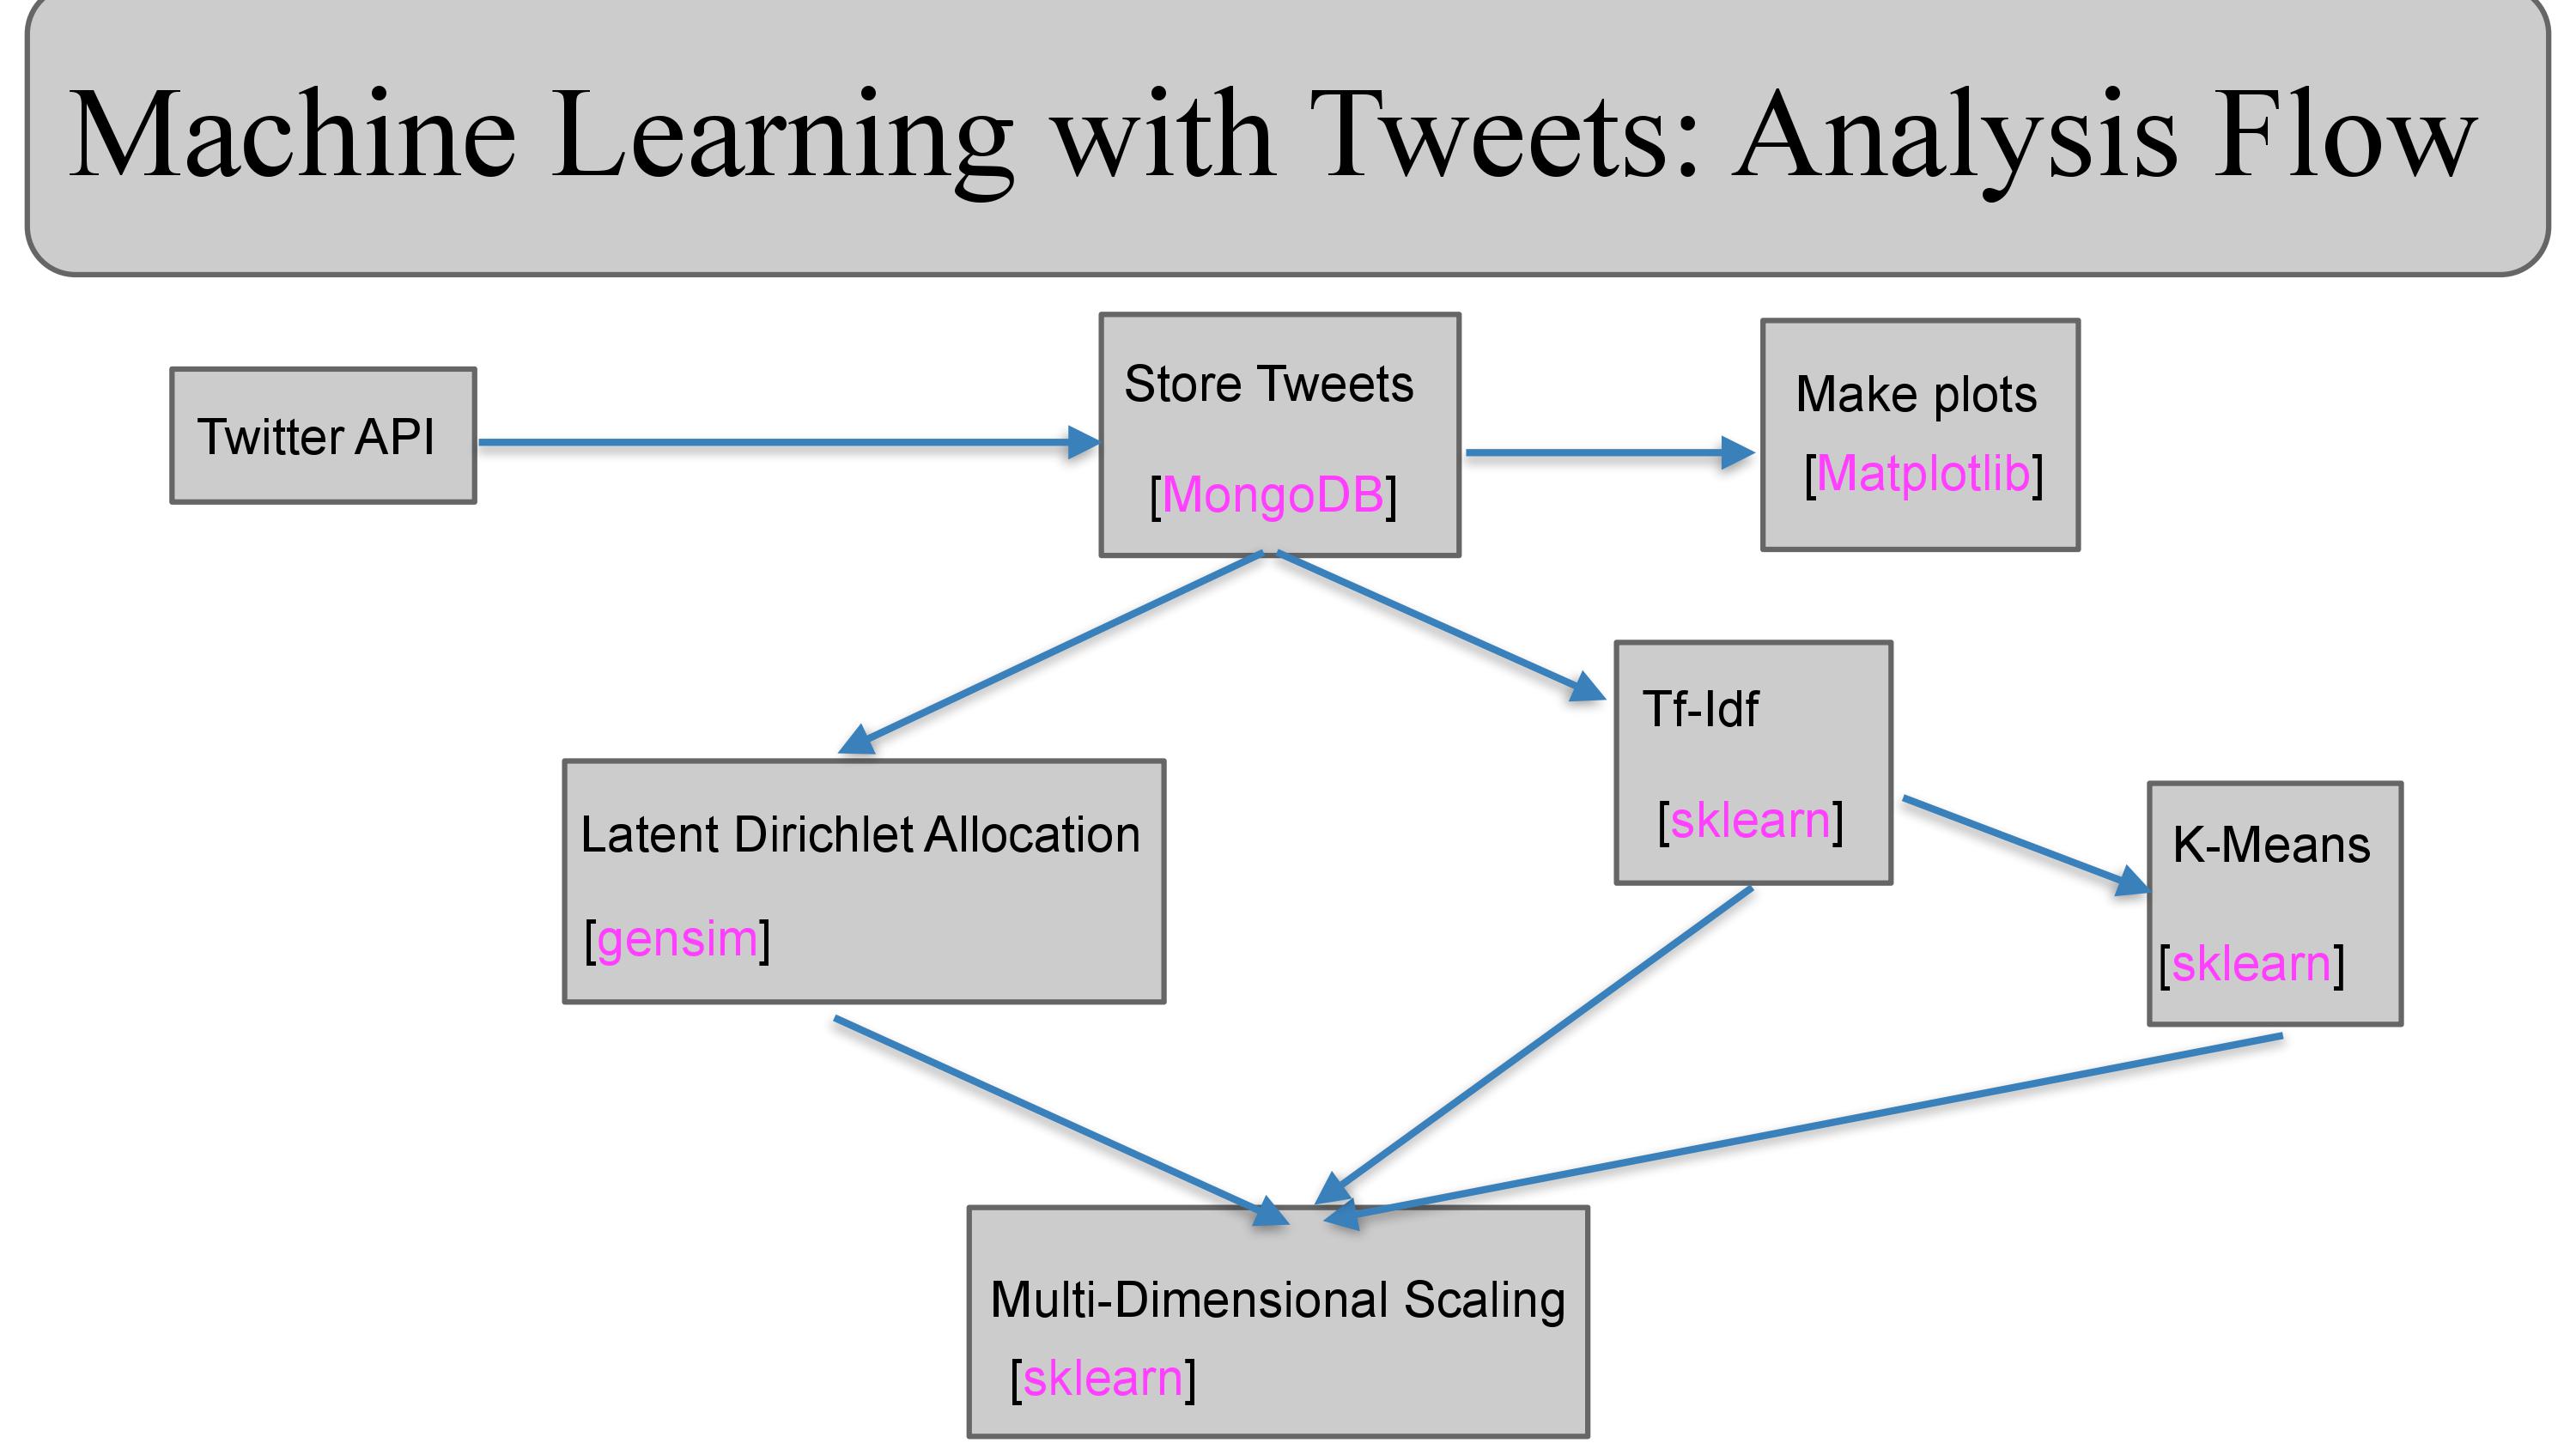 Machine Learning with Tweets: Analysis Flow
Twitter API
Store Tweets
[MongoDB]
Make plots
[Matplotlib]
Tf-Idf
[sklearn]
Latent Dirichlet Allocation
[gensim]
K-Means
[sklearn]
Multi-Dimensional Scaling
[sklearn]